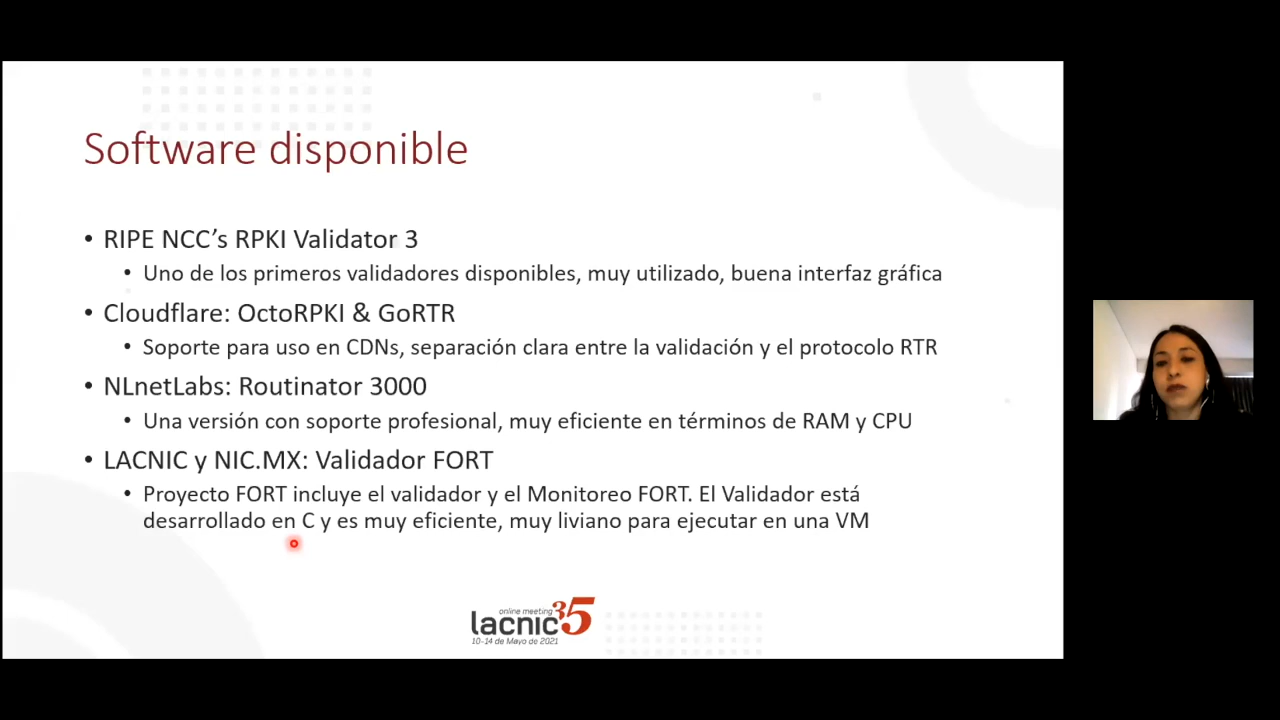 Software disponible
• RIPE NCC’s RPKI Validator 3
• Uno de los primeros validadores disponibles, muy utilizado, buena interfaz gráfica
• Cloudflare: OctoRPKI & GoRTR
• Soporte para uso en CDNs, separación clara entre la validación y el protocolo RTR
• NLnetLabs: Routinator 3000
• Una versión con soporte profesional, muy eficiente en términos de RAM y CPU
• LACNIC y NIC.MX: Validador FORT
• Proyecto FORT incluye el validador y el Monitoreo FORT. El Validador está
desarrollado en C y es muy eficiente, muy liviano para ejecutar en una VM
online meeting
lacnic 35
10-14 de Mayo de 2021